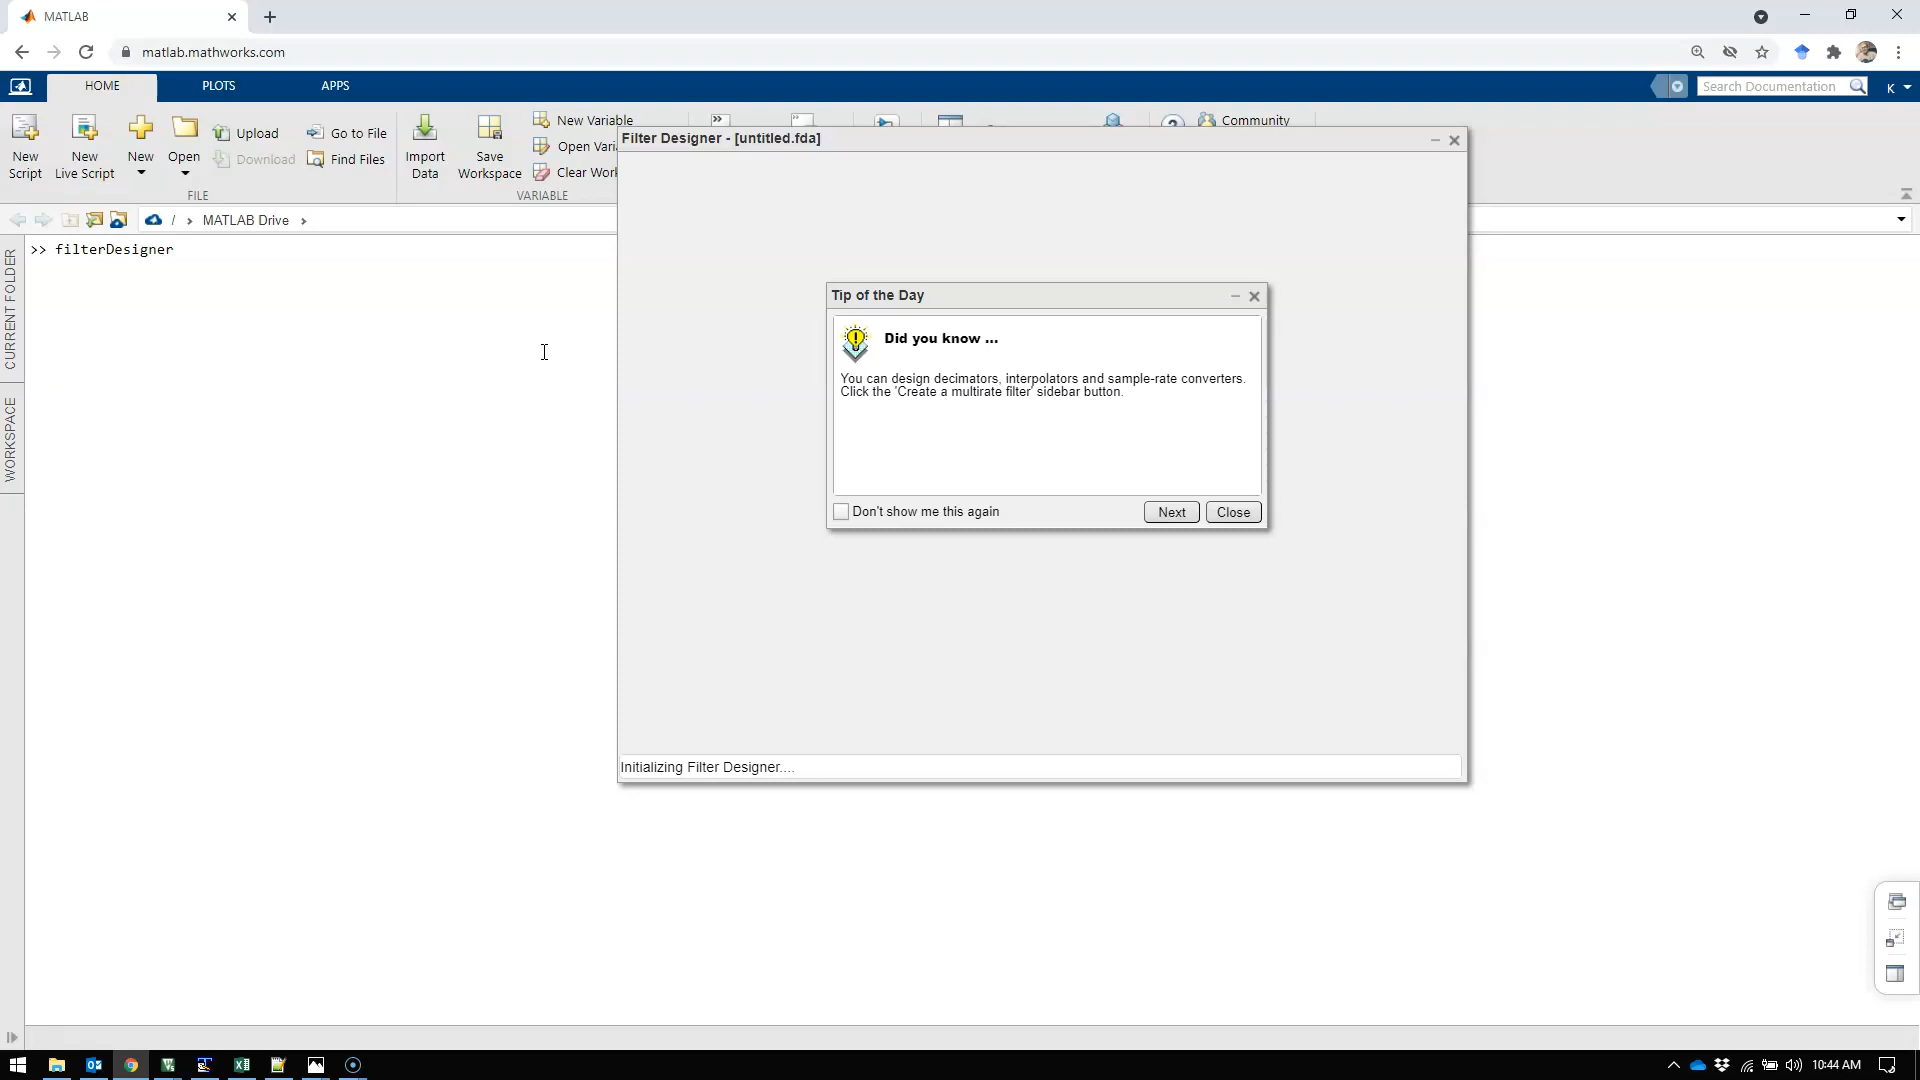 MATLAB
matlab.mathworks.com
HOME
PLOTS
APPS
Search Documentation
K
New Script
New Live Script
New
Open
Upload
Download
Go to File
Find Files
Import Data
Save Workspace
New Variable
Open Vari
Clear Work
Community
FILE
VARIABLE
/ > MATLAB Drive >
CURRENT FOLDER
WORKSPACE
>> filterDesigner
Filter Designer - [untitled.fda]
Tip of the Day
Did you know ...
You can design decimators, interpolators and sample-rate converters.
Click the 'Create a multirate filter' sidebar button.
Don't show me this again
Next
Close
Initializing Filter Designer....
10:44 AM